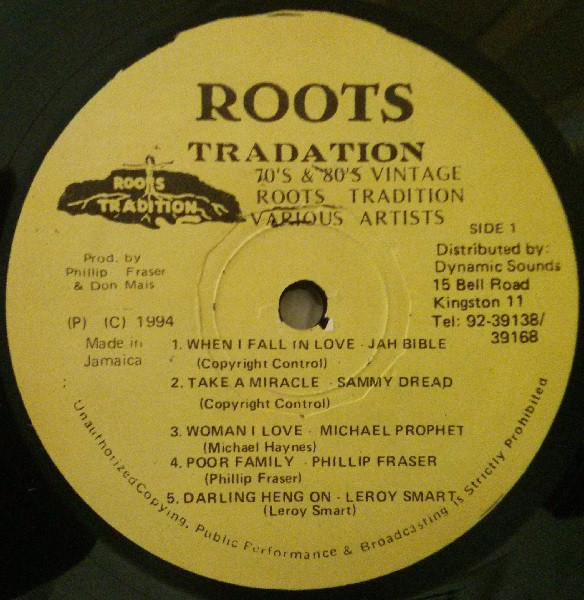 ROOTS
TRADATION
70'S & 80'S VINTAGE
ROOTS TRADITION
VARIOUS ARTISTS
ROOTS
TRADITION
SIDE 1
Prod. by
Phillip Fraser
& Don Mais
Distributed by:
Dynamic Sounds
15 Bell Road
Kingston 11
Tel: 92-39138/
39168
(P) (C) 1994
Made in
Jamaica
1. WHEN I FALL IN LOVE - JAH BIBLE
(Copyright Control)
2. TAKE A MIRACLE - SAMMY DREAD
(Copyright Control)
3. WOMAN I LOVE - MICHAEL PROPHET
(Michael Haynes)
4. POOR FAMILY - PHILLIP FRASER
(Phillip Fraser)
5. DARLING HENG ON - LEROY SMART
(Leroy Smart)
Unauthorized Copying, Public Performance & Broadcasting is Strictly Prohibited